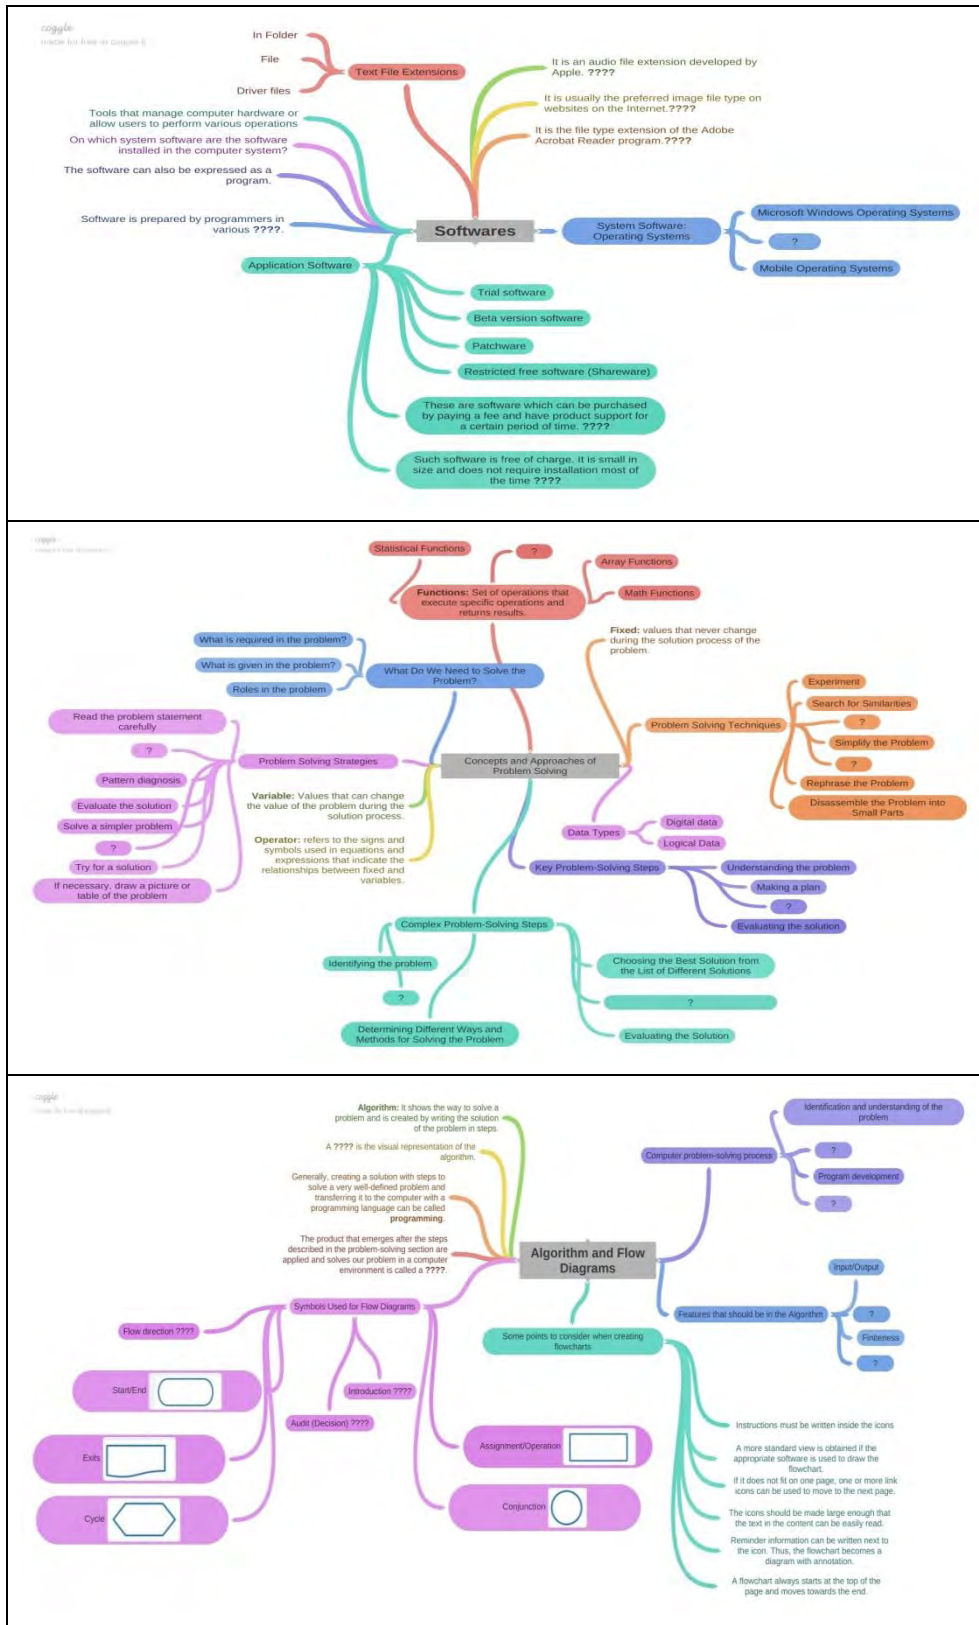 coggle
In Folder
File
Driver files
Text File Extensions
It is an audio file extension developed by
Apple. ????
It is usually the preferred image file type on
websites on the Internet.????
It is the file type extension of the Adobe
Acrobat Reader program.????
Tools that manage computer hardware or
allow users to perform various operations
On which system software are the software
installed in the computer system?
The software can also be expressed as a
program.
Software is prepared by programmers in
various ????.
Softwares
System Software:
Operating Systems
Microsoft Windows Operating Systems
?
Mobile Operating Systems
Application Software
Trial software
Beta version software
Patchware
Restricted free software (Shareware)
These are software which can be purchased
by paying a fee and have product support for
a certain period of time. ????
Such software is free of charge. It is small in
size and does not require installation most of
the time ????
coggle
Statistical Functions
?
Array Functions
Math Functions
Functions: Set of operations that
execute specific operations and
returns results.
What is required in the problem?
What is given in the problem?
Roles in the problem
What Do We Need to Solve the
Problem?
Fixed: values that never change
during the solution process of the
problem.
Problem Solving Techniques
Experiment
Search for Similarities
?
Simplify the Problem
?
Rephrase the Problem
Disassemble the Problem into
Small Parts
Read the problem statement
carefully
?
Pattern diagnosis
Evaluate the solution
Solve a simpler problem
?
Try for a solution
If necessary, draw a picture or
table of the problem
Problem Solving Strategies
Concepts and Approaches of
Problem Solving
Variable: Values that can change
the value of the problem during the
solution process.
Operator: refers to the signs and
symbols used in equations and
expressions that indicate the
relationships between fixed and
variables.
Data Types
Digital data
Logical Data
Key Problem-Solving Steps
Understanding the problem
Making a plan
?
Evaluating the solution
Complex Problem-Solving Steps
Identifying the problem
?
Determining Different Ways and
Methods for Solving the Problem
Choosing the Best Solution from
the List of Different Solutions
?
Evaluating the Solution
coggle
Algorithm: It shows the way to solve a
problem and is created by writing the solution
of the problem in steps.
A ???? is the visual representation of the
algorithm.
Generally, creating a solution with steps to
solve a very well-defined problem and
transferring it to the computer with a
programming language can be called
programming.
The product that emerges after the steps
described in the problem-solving section are
applied and solves our problem in a computer
environment is called a ????.
Algorithm and Flow
Diagrams
Computer problem-solving process
Identification and understanding of the
problem
?
Program development
?
Features that should be in the Algorithm
Input/Output
?
Finiteness
?
Symbols Used for Flow Diagrams
Flow direction ????
Start/End
Exits
Cycle
Introduction ????
Audit (Decision) ????
Assignment/Operation
Conjunction
Some points to consider when creating
flowcharts
Instructions must be written inside the icons
A more standard view is obtained if the
appropriate software is used to draw the
flowchart.
If it does not fit on one page, one or more link
icons can be used to move to the next page.
The icons should be made large enough that
the text in the content can be easily read.
Reminder information can be written next to
the icon. Thus, the flowchart becomes a
diagram with annotation.
A flowchart always starts at the top of the
page and moves towards the end.